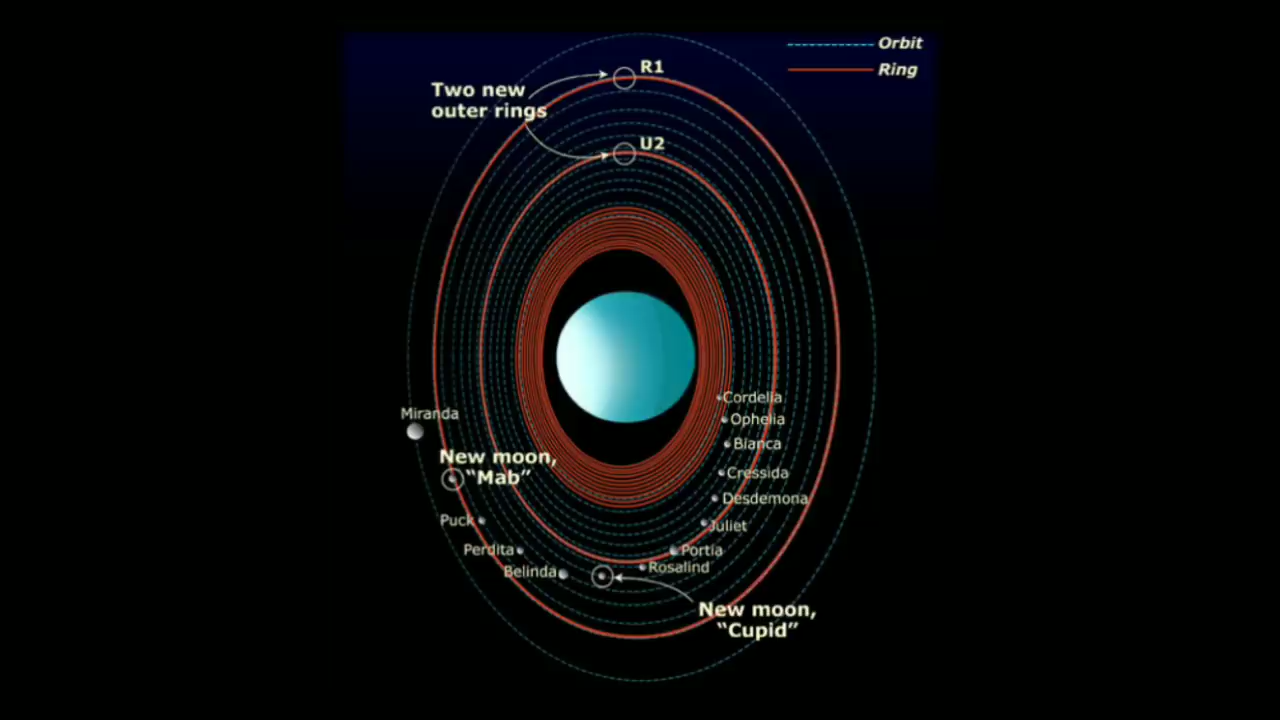 Orbit
Ring
R1
Two new
outer rings
U2
Cordelia
Miranda
Ophelia
Bianca
New moon,
“Mab”
Cressida
Desdemona
Puck
Juliet
Perdita
Portia
Rosalind
Belinda
New moon,
“Cupid”